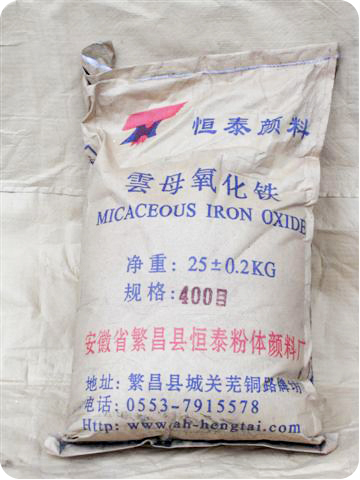 恒泰颜料
雲母氧化铁
MICACEOUS IRON OXIDE
净重: 25±0.2KG
规格: 400目
安徽省繁昌县恒泰粉体颜料厂
地址: 繁昌县城关芜铜路牌坊
电话: 0553-7915578
Http: www.ah-hengtai.com